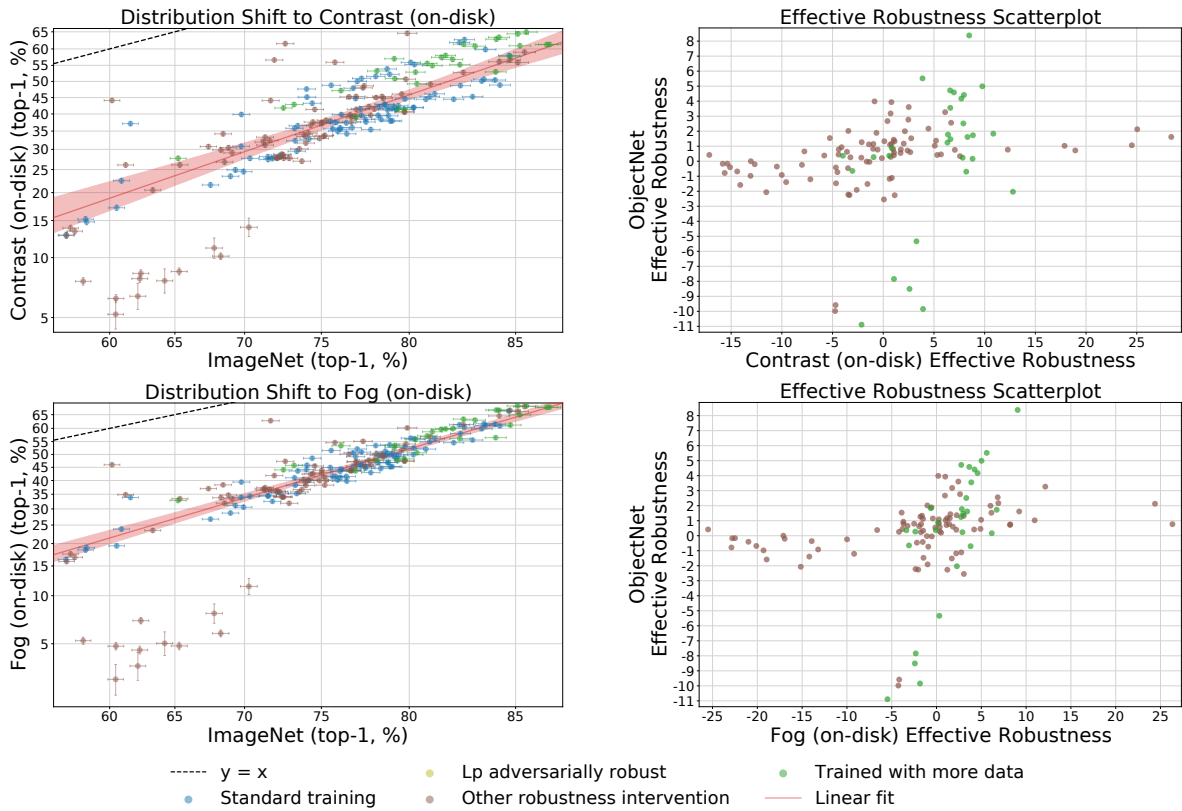 Distribution Shift to Contrast (on-disk)
Contrast (on-disk) (top-1, %)
65
60
55
50
45
40
35
30
25
20
15
10
5
60 65 70 75 80 85
ImageNet (top-1, %)
Effective Robustness Scatterplot
ObjectNet
Effective Robustness
8
7
6
5
4
3
2
1
0
-1
-2
-3
-4
-5
-6
-7
-8
-9
-10
-11
-15 -10 -5 0 5 10 15 20 25
Contrast (on-disk) Effective Robustness
Distribution Shift to Fog (on-disk)
Fog (on-disk) (top-1, %)
65
60
55
50
45
40
35
30
25
20
15
10
5
60 65 70 75 80 85
ImageNet (top-1, %)
Effective Robustness Scatterplot
ObjectNet
Effective Robustness
8
7
6
5
4
3
2
1
0
-1
-2
-3
-4
-5
-6
-7
-8
-9
-10
-11
-25 -20 -15 -10 -5 0 5 10 15 20 25
Fog (on-disk) Effective Robustness
y = x
Lp adversarially robust
Trained with more data
Standard training
Other robustness intervention
Linear fit